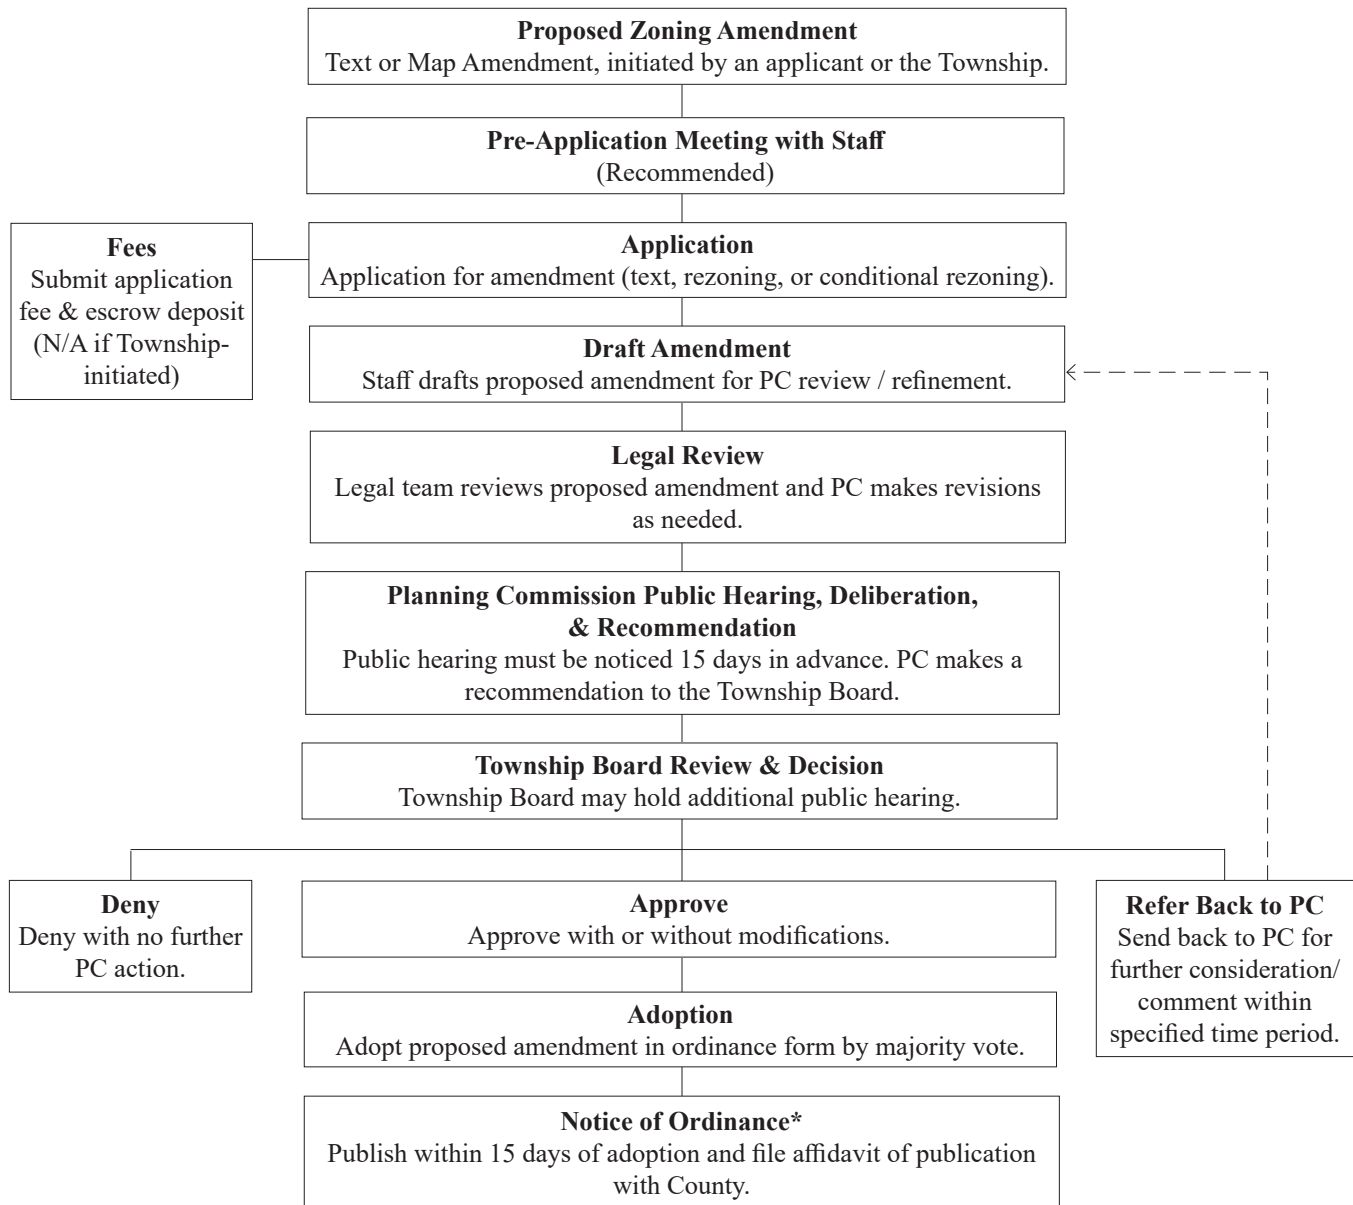 Proposed Zoning Amendment
Text or Map Amendment, initiated by an applicant or the Township.
Pre-Application Meeting with Staff
(Recommended)
Fees
Submit application
fee & escrow deposit
(N/A if Township-
initiated)
Application
Application for amendment (text, rezoning, or conditional rezoning).
Draft Amendment
Staff drafts proposed amendment for PC review / refinement.
Legal Review
Legal team reviews proposed amendment and PC makes revisions
as needed.
Planning Commission Public Hearing, Deliberation,
& Recommendation
Public hearing must be noticed 15 days in advance. PC makes a
recommendation to the Township Board.
Township Board Review & Decision
Township Board may hold additional public hearing.
Deny
Deny with no further
PC action.
Approve
Approve with or without modifications.
Refer Back to PC
Send back to PC for
further consideration/
comment within
specified time period.
Adoption
Adopt proposed amendment in ordinance form by majority vote.
Notice of Ordinance*
Publish within 15 days of adoption and file affidavit of publication
with County.